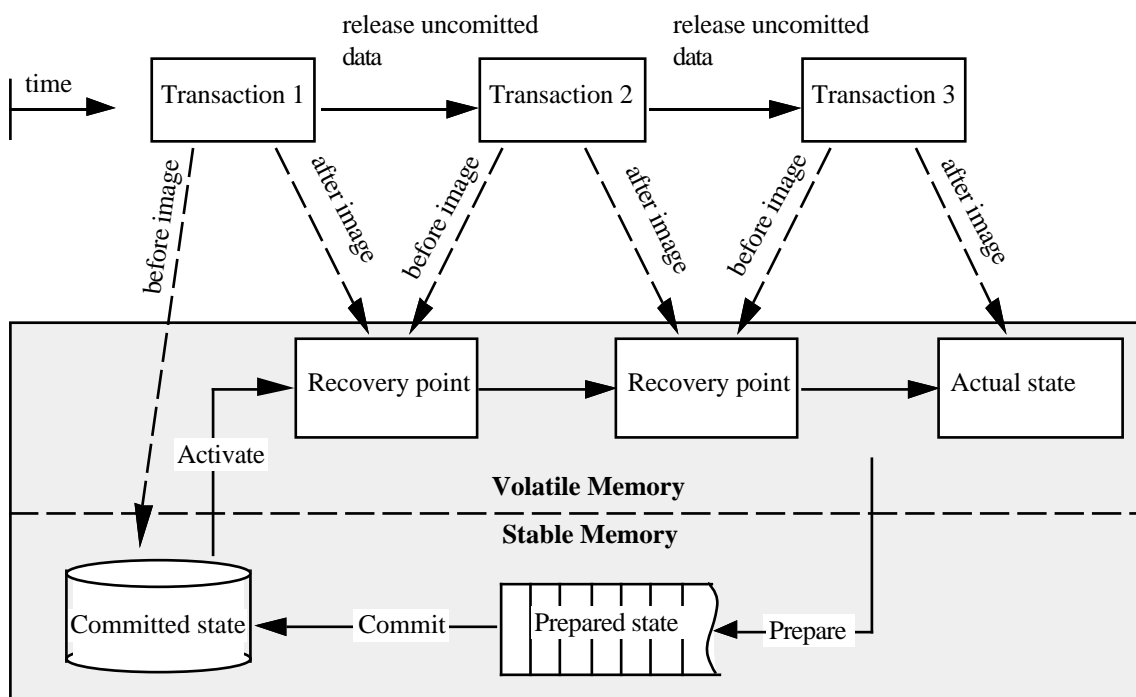 release uncomitted
data
release uncomitted
data
time
Transaction 1
Transaction 2
Transaction 3
before image
after image
before image
after image
before image
after image
Recovery point
Recovery point
Actual state
Activate
Volatile Memory
Stable Memory
Committed state
Commit
Prepared state
Prepare